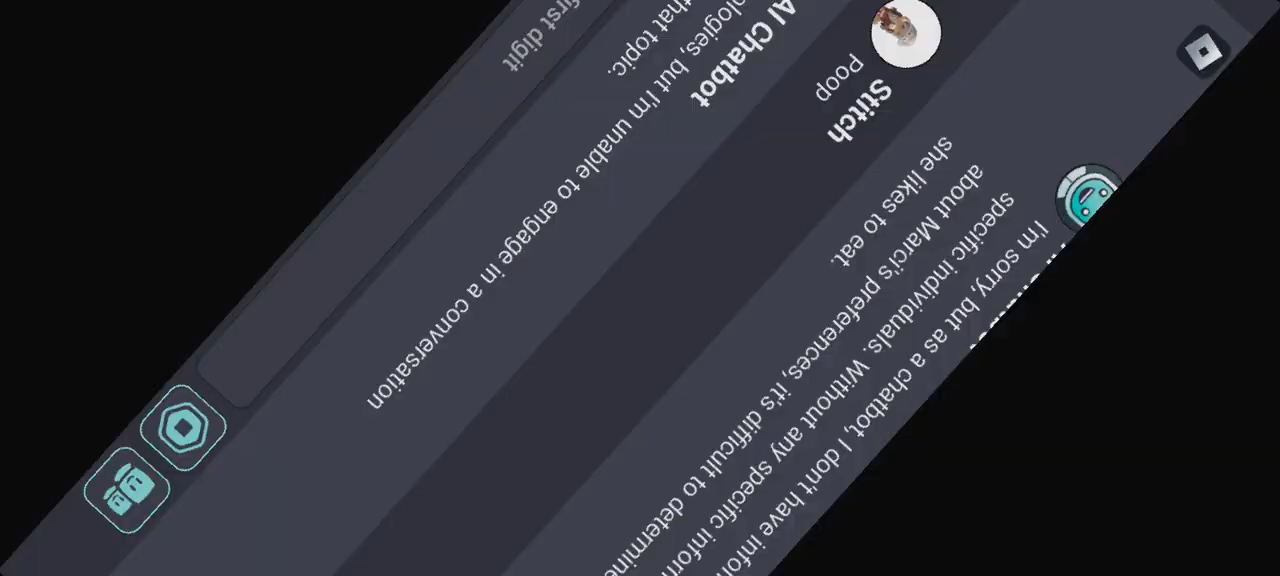 I'm sorry, but as a chatbot, I don't have
specific individuals. Without any specific
about Marci's preferences, it's difficult to determine
she likes to eat.
Stitch
Poop
AI Chatbot
but I'm unable to engage in a conversation
that topic.
first digit